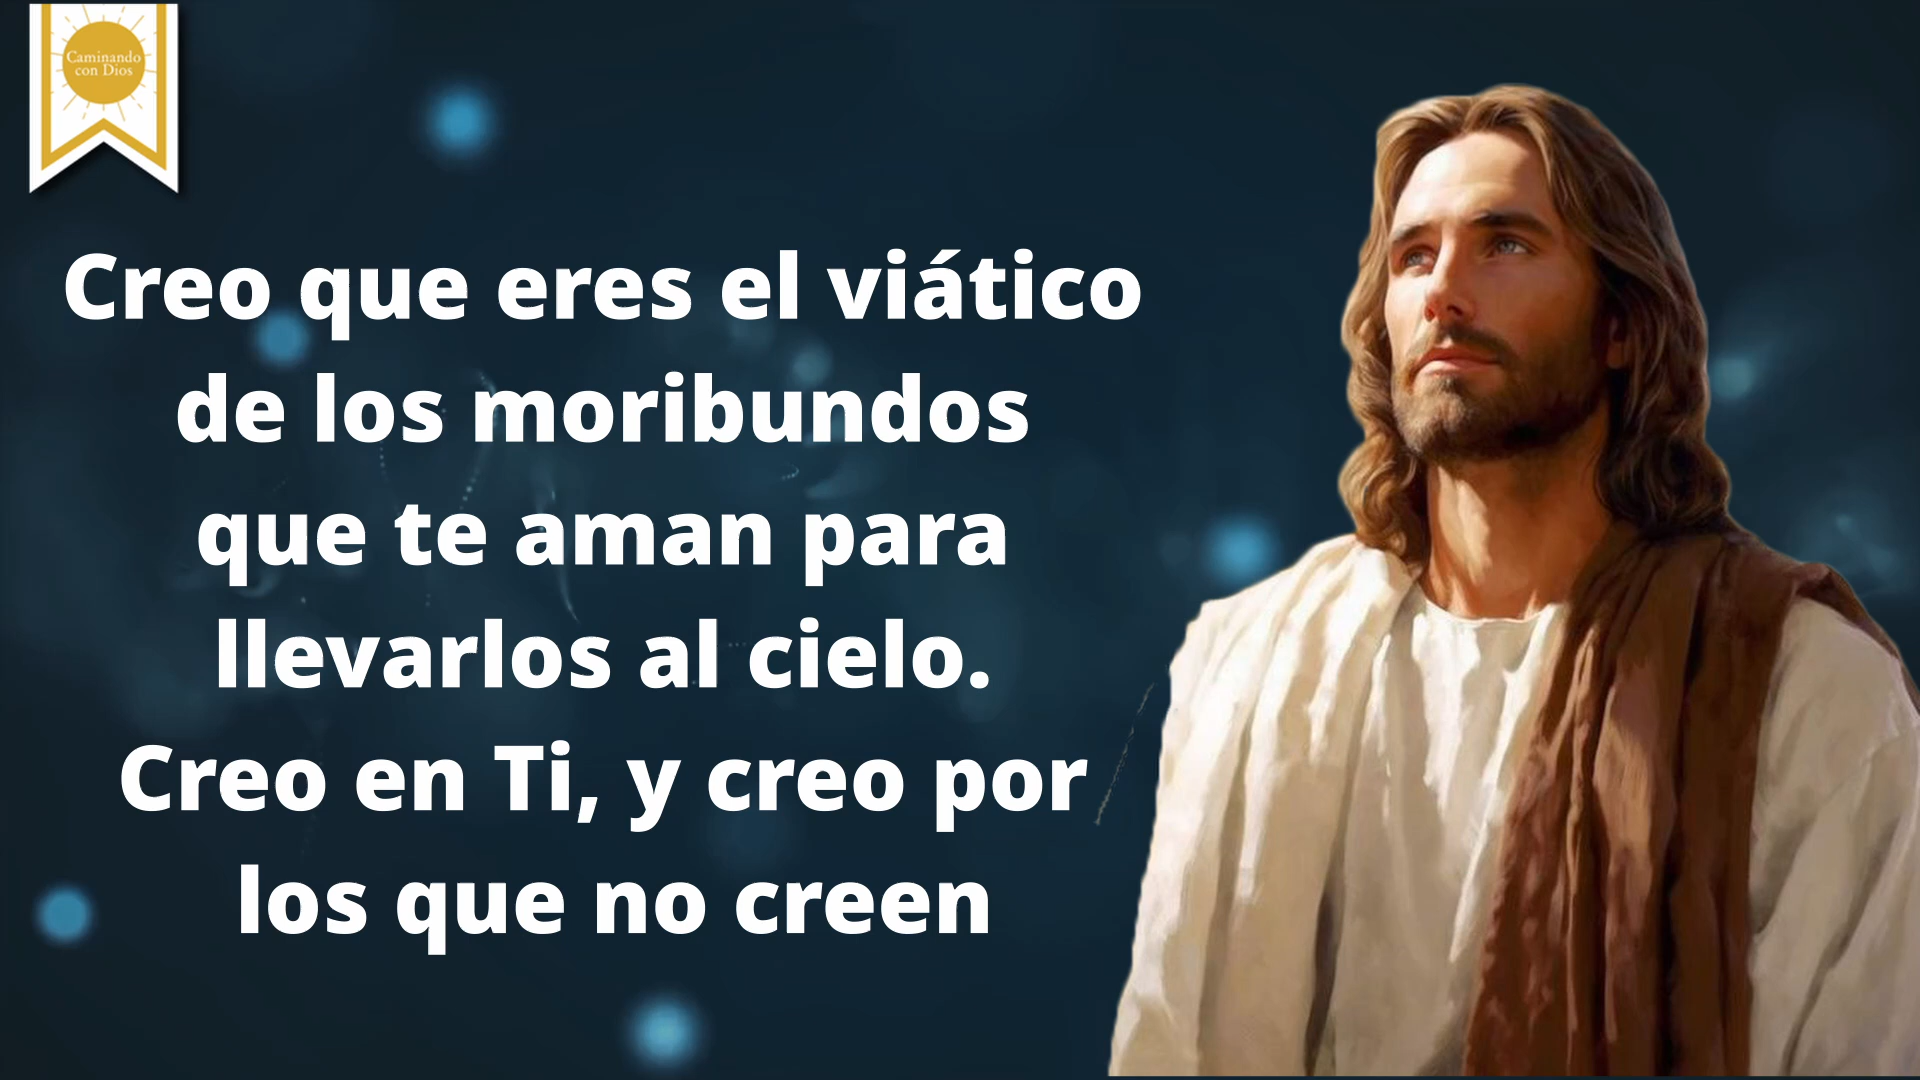 Caminando
con Dios
Creo que eres el viático
de los moribundos
que te aman para
llevarlos al cielo.
Creo en Ti, y creo por
los que no creen